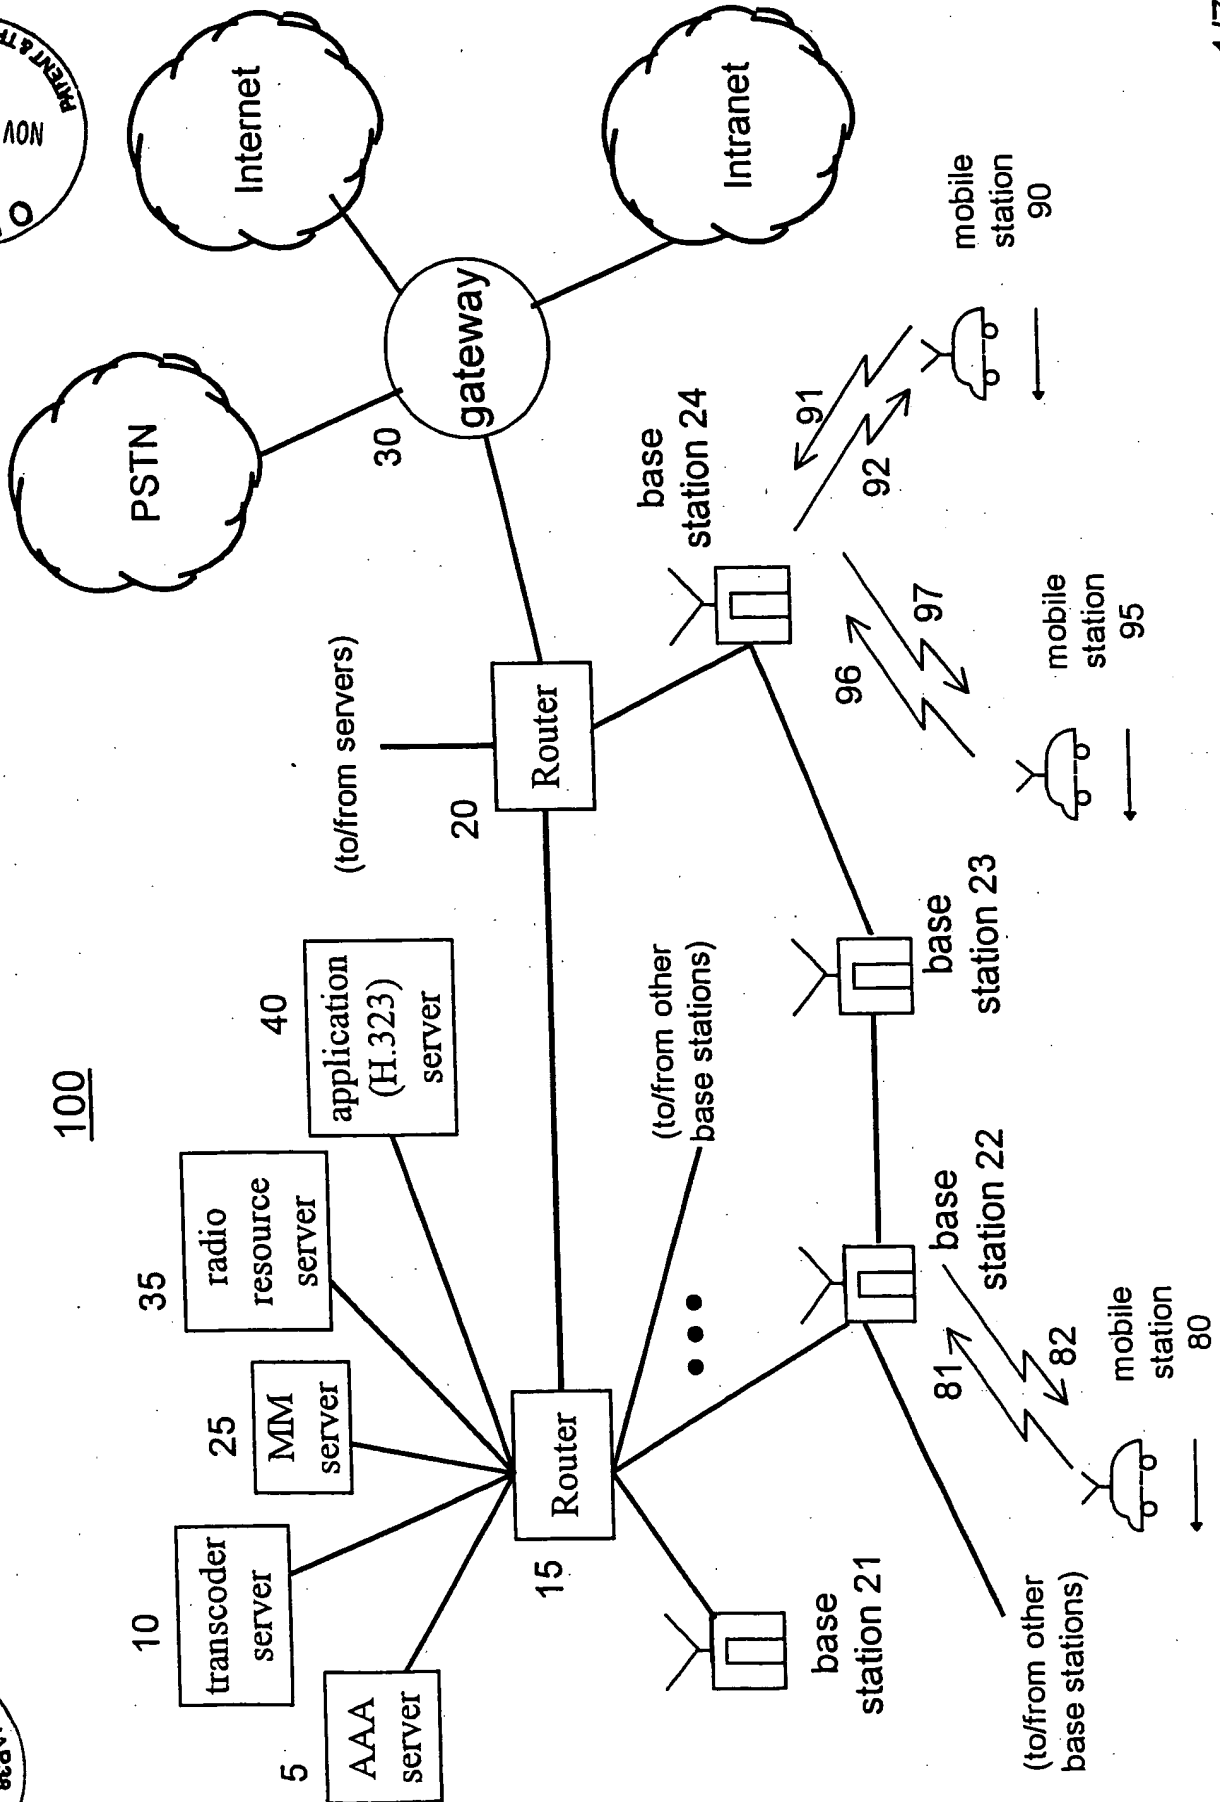 100
PSTN
Internet
Intranet
gateway
30
(to/from servers)
Router
20
40
application
(H.323)
server
35
radio
resource
server
25
MM
server
10
transcoder
server
5
AAA
server
Router
15
(to/from other
base stations)
base
station 21
base
station 22
base
station 23
base
station 24
(to/from other
base stations)
81
82
mobile
station
80
96
97
mobile
station
95
91
92
mobile
station
90
NOV
PATENT &
O